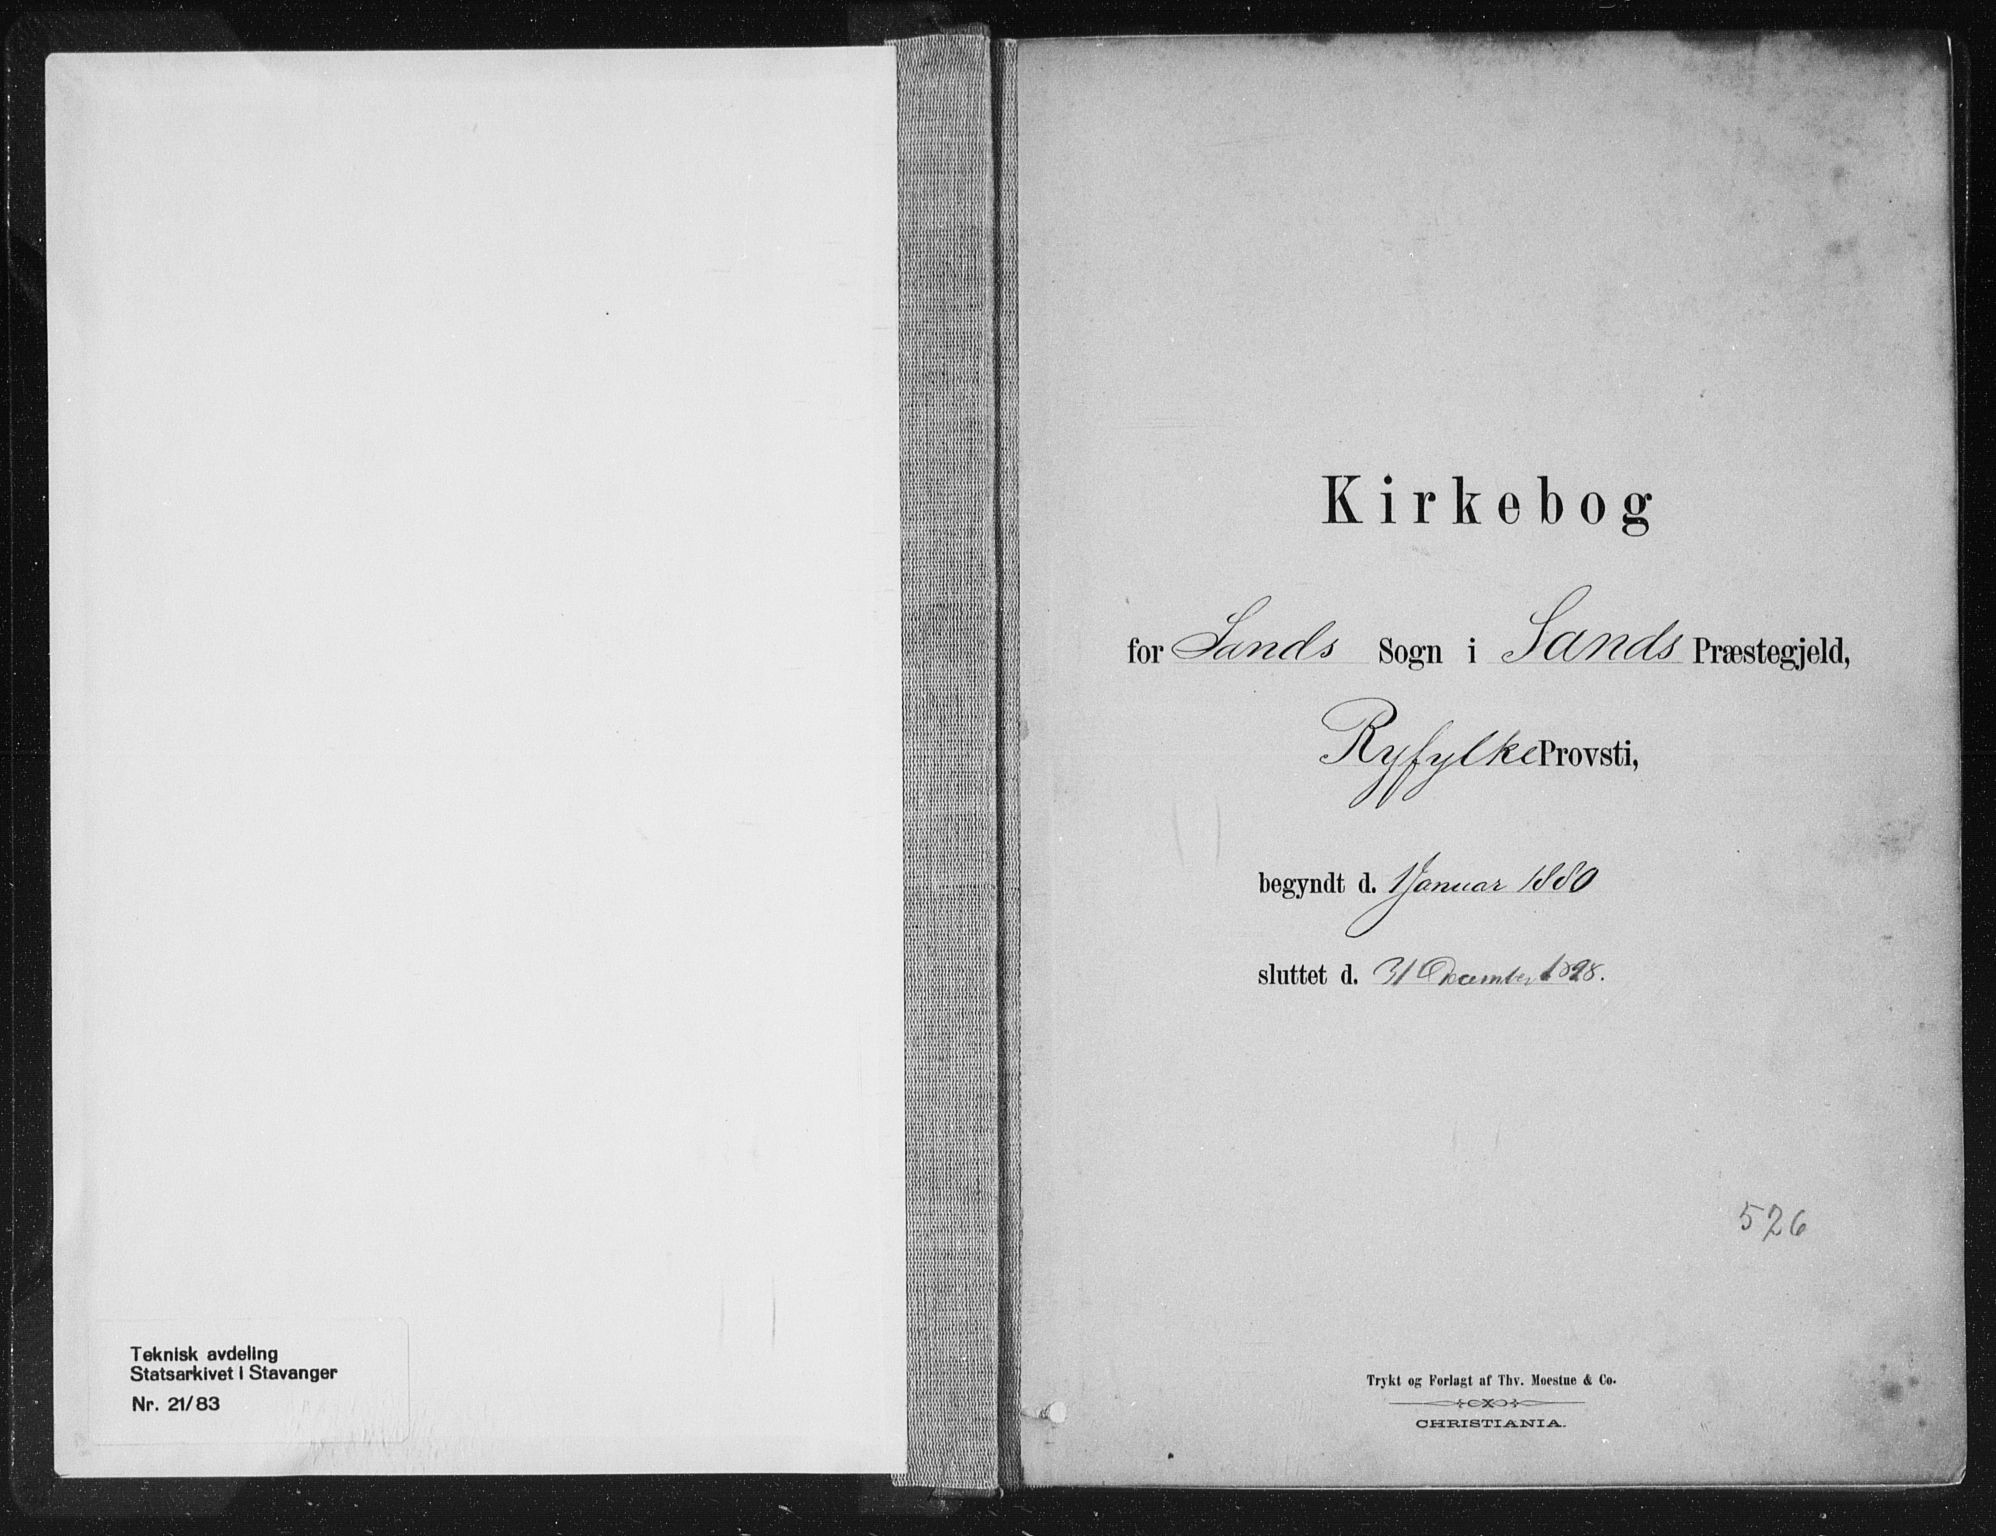 Teknisk avdeling
Statsarkivet i Stavanger
Nr. 21/83
Kirkebog
for Sands Sogn i Sands Præstegjeld,
Ryfylke Provsti,
begyndt d. 1 Januar 1880
sluttet d. 31 December 1898.
526
Trykt og Forlagt af Thv. Moestue & Co.
CHRISTIANIA.